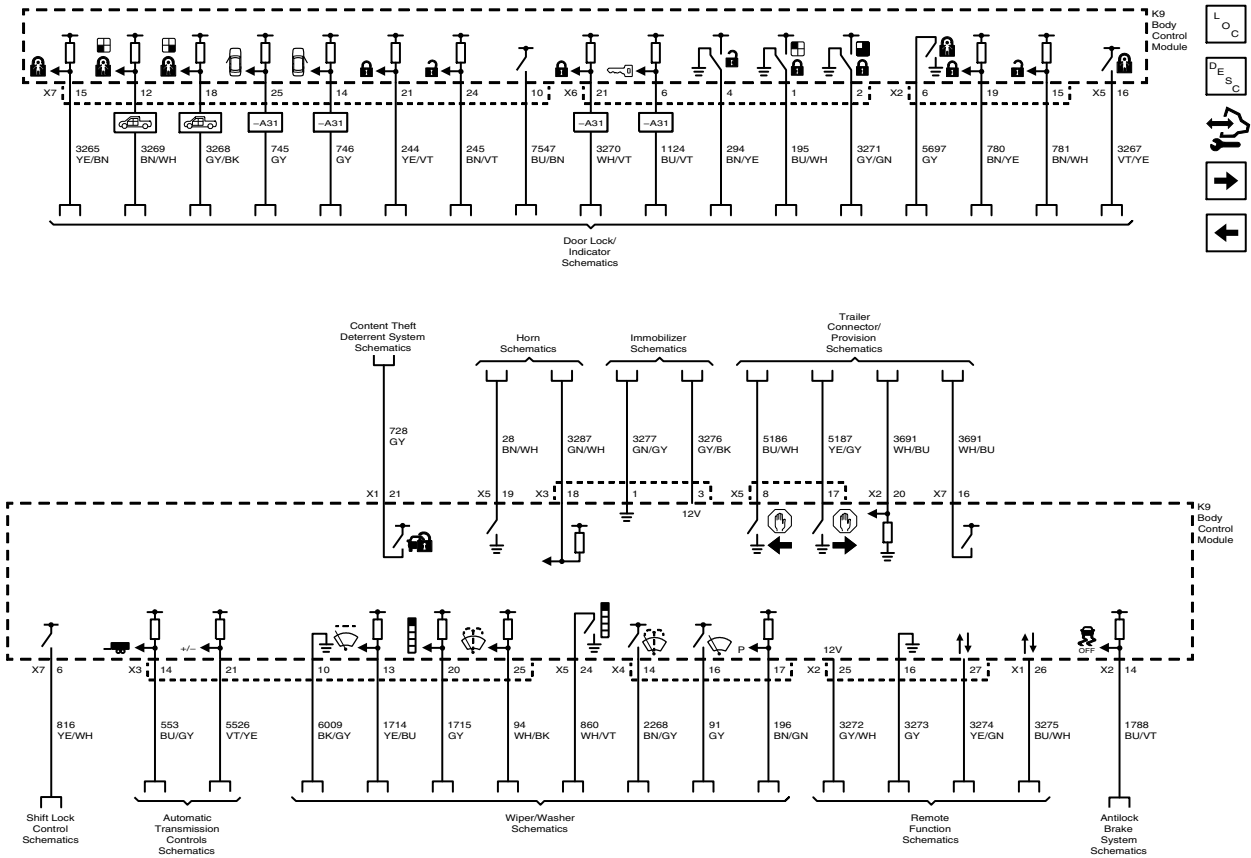 K9
Body
Control
Module
L
O
C
D
E
S
C
X7 15 12 18 25 14 21 24 10 X6 21 6 4 1 2 X2 6 19 15 X5 16
–A31 –A31 –A31 –A31
3265 3269 3268 745 746 244 245 7547 3270 1124 294 195 3271 5697 780 781 3267
YE/BN BN/WH GY/BK GY GY YE/VT BN/VT BU/BN WH/VT BU/VT BN/YE BU/WH GY/GN GY BN/YE BN/WH VT/YE
Door Lock/
Indicator
Schematics
Content Theft
Deterrent System
Schematics
Horn
Schematics
Immobilizer
Schematics
Trailer
Connector/
Provision
Schematics
728 28 3287 3277 3276 5186 5187 3691 3691
GY BN/WH GN/WH GN/GY GY/BK BU/WH YE/GY WH/BU WH/BU
X1 21 X5 19 X3 18 1 3 X5 8 17 X2 20 X7 16
12V
K9
Body
Control
Module
+/–
P
12V
OFF
X7 6 X3 14 21 10 13 20 25 X5 24 X4 14 16 17 X2 25 16 27 X1 26 X2 14
816 553 5526 6009 1714 1715 94 860 2268 91 196 3272 3273 3274 3275 1788
YE/WH BU/GY VT/YE BK/GY YE/BU GY WH/BK WH/VT BN/GY GY BN/GN GY/WH GY YE/GN BU/WH BU/VT
Shift Lock
Control
Schematics
Automatic
Transmission
Controls
Schematics
Wiper/Washer
Schematics
Remote
Function
Schematics
Antilock
Brake
System
Schematics